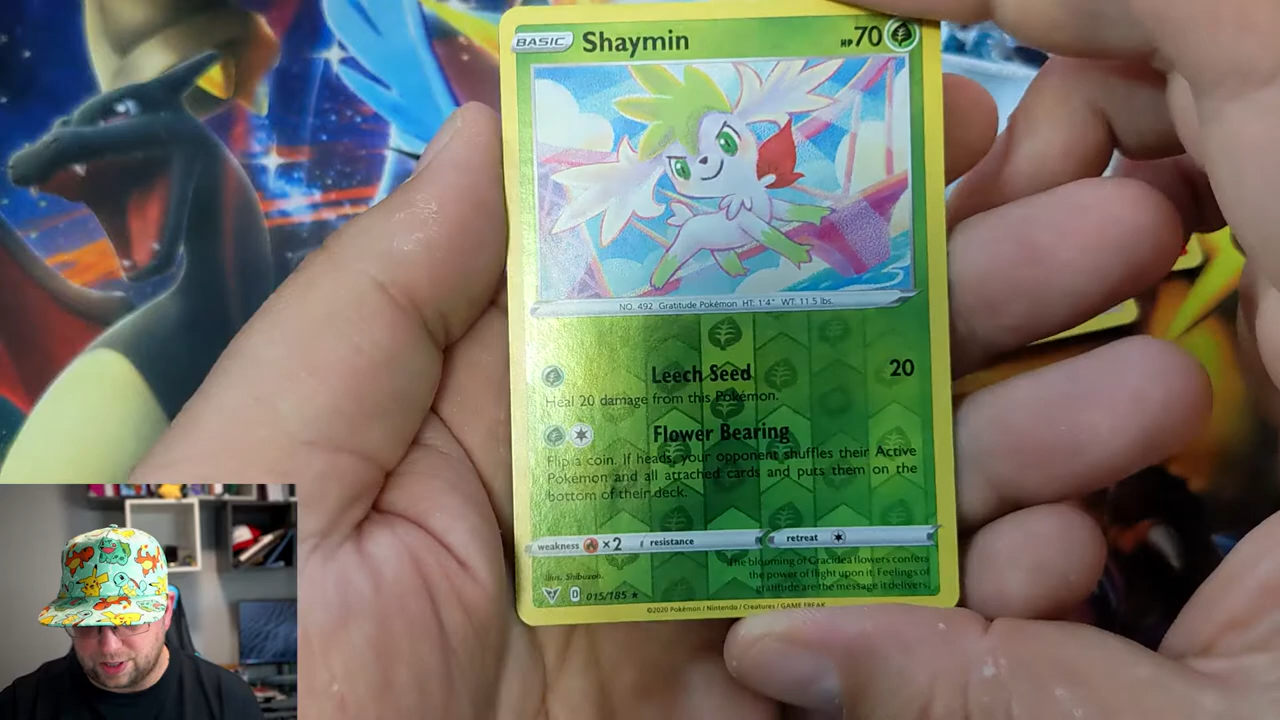 BASIC Shaymin HP 70
NO. 492 Gratitude Pokémon HT: 1'4" WT: 11.5 lbs.
Leech Seed 20
Heal 20 damage from this Pokémon.
Flower Bearing
Flip a coin. If heads, your opponent shuffles their Active
Pokémon and all attached cards and puts them on the
bottom of their deck.
weakness ×2 resistance retreat
The blooming of Gracidea flowers confers
the power of flight upon it. Feelings of
gratitude are the message it delivers.
Illus. Shibuzoh.
D 015/185 ★
©2020 Pokémon / Nintendo / Creatures / GAME FREAK